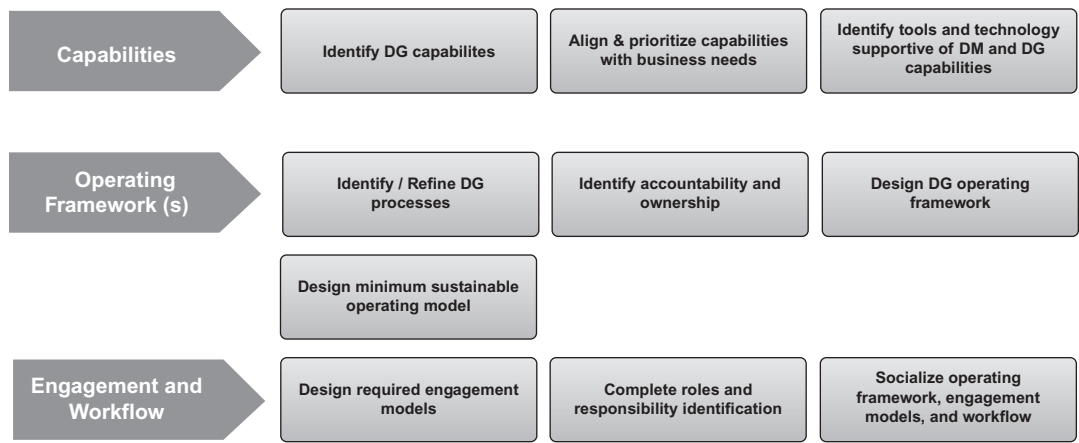 Capabilities
Identify DG capabilites
Align & prioritize capabilities
with business needs
Identify tools and technology
supportive of DM and DG
capabilities
Operating
Framework (s)
Identify / Refine DG
processes
Identify accountability and
ownership
Design DG operating
framework
Design minimum sustainable
operating model
Engagement and
Workflow
Design required engagement
models
Complete roles and
responsibility identification
Socialize operating
framework, engagement
models, and workflow